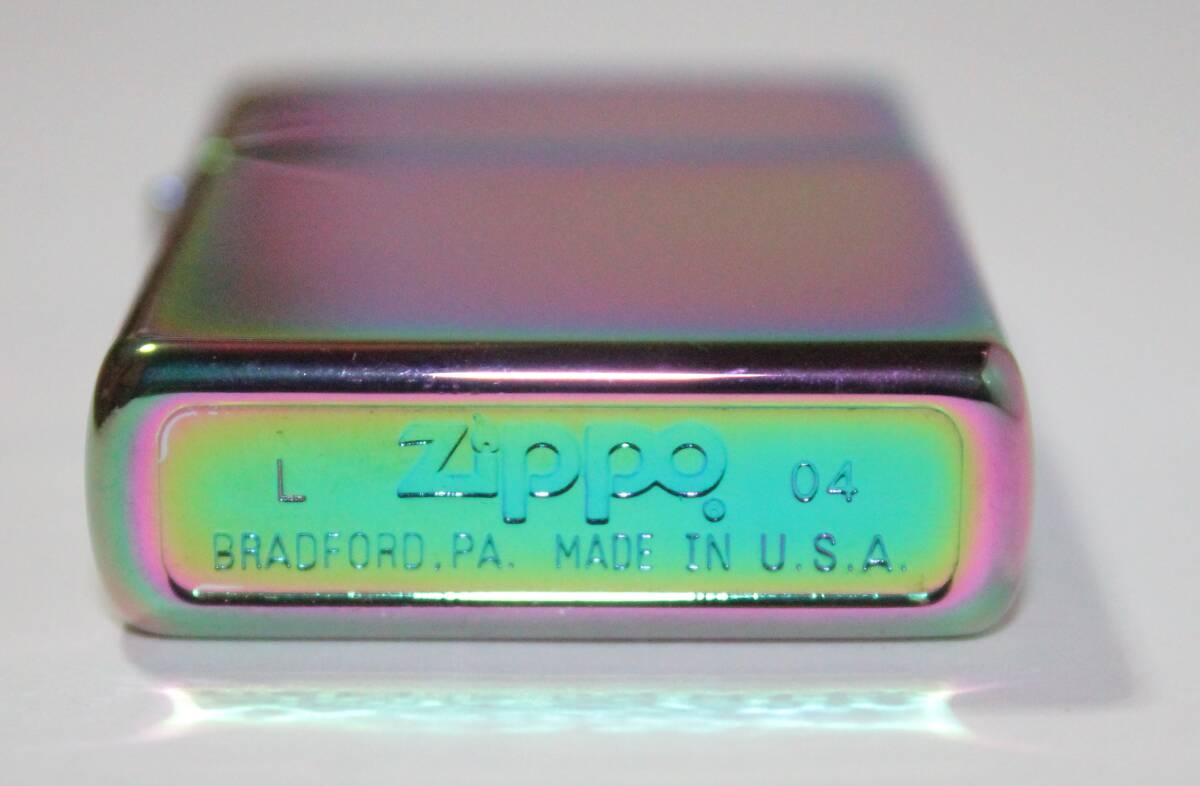 L Zippo 04
BRADFORD, PA. MADE IN U.S.A.